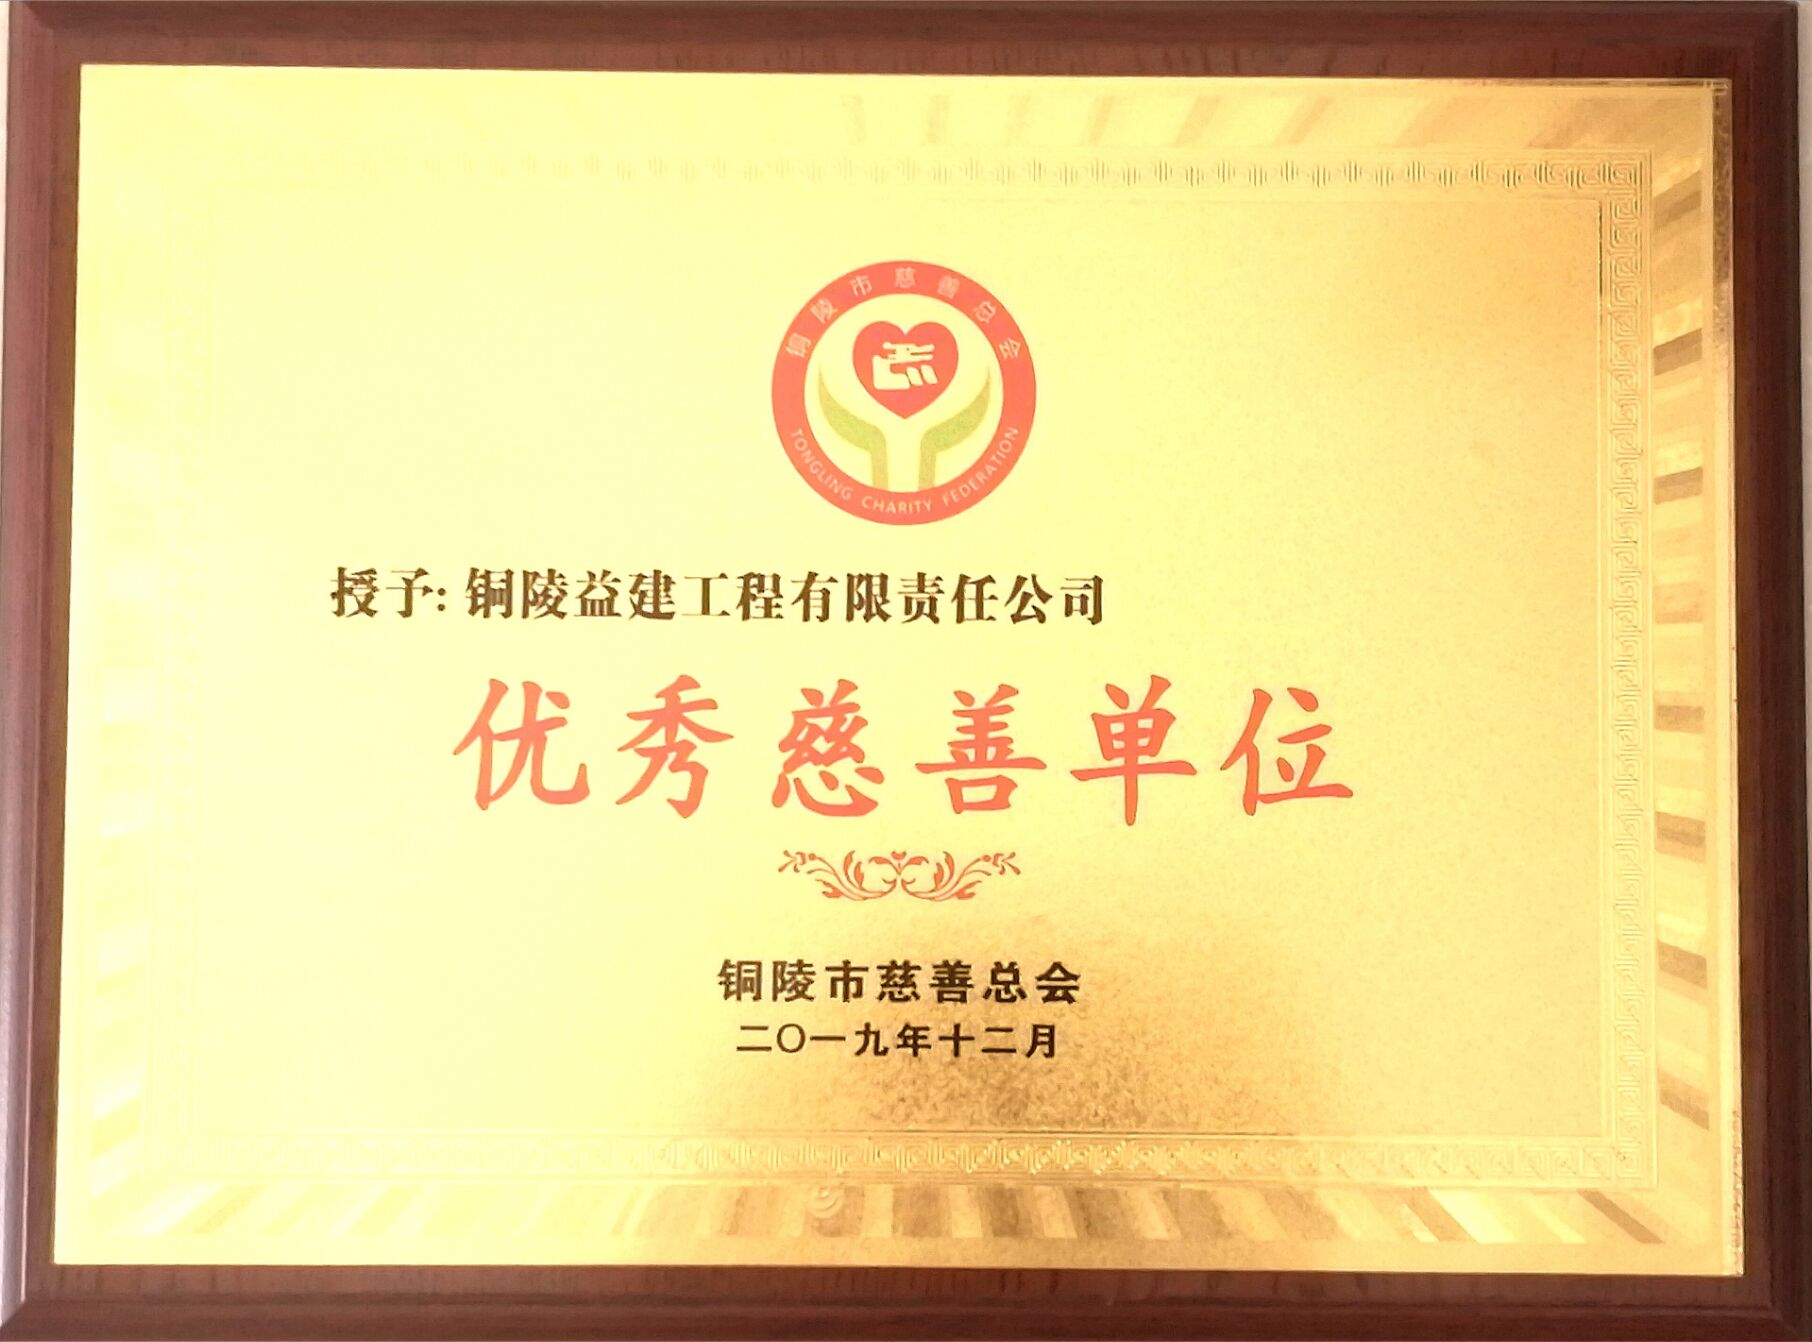 铜陵市慈善总会
TONGLING CHARITY FEDERATION
授予: 铜陵益建工程有限责任公司
优秀慈善单位
铜陵市慈善总会
二〇一九年十二月